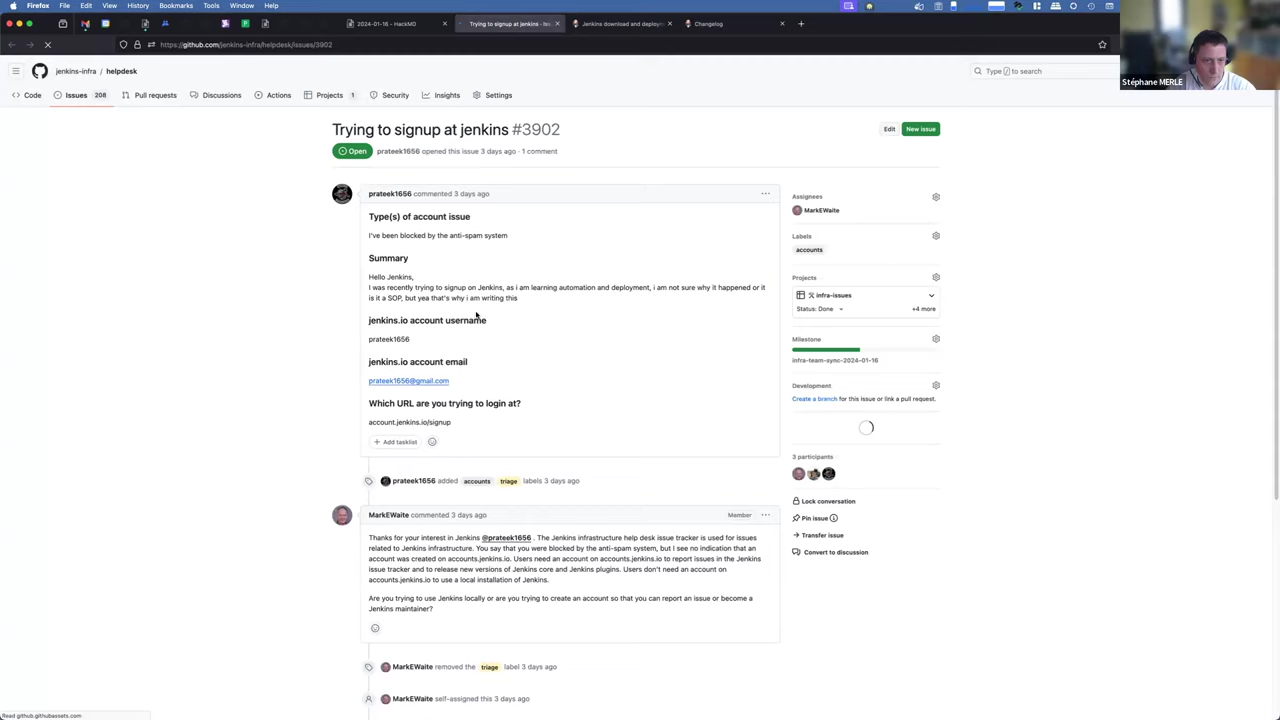 Firefox File Edit View History Bookmarks Tools Window Help
2024-01-16 - HackMD
Trying to signup at jenkins
Jenkins download and deploym
Changelog
https://github.com/jenkins-infra/helpdesk/issues/3902
Stéphane MERLE
jenkins-infra / helpdesk
Type / to search
Code
Issues 208
Pull requests
Discussions
Actions
Projects 1
Security
Insights
Settings
Trying to signup at jenkins #3902
Edit
New issue
Open
prateek1656 opened this issue 3 days ago · 1 comment
prateek1656 commented 3 days ago
Type(s) of account issue
I've been blocked by the anti-spam system
Summary
Hello Jenkins,
I was recently trying to signup on Jenkins, as i am learning automation and deployment, i am not sure why it happened or it
is it a SOP, but yea that's why i am writing this
jenkins.io account username
prateek1656
jenkins.io account email
prateek1656@gmail.com
Which URL are you trying to login at?
account.jenkins.io/signup
Add tasklist
prateek1656 added accounts triage labels 3 days ago
MarkEWaite commented 3 days ago
Member
Thanks for your interest in Jenkins @prateek1656 . The Jenkins infrastructure help desk issue tracker is used for issues
related to Jenkins infrastructure. You say that you were blocked by the anti-spam system, but I see no indication that an
account was created on accounts.jenkins.io. Users need an account on accounts.jenkins.io to report issues in the Jenkins
issue tracker and to release new versions of Jenkins core and Jenkins plugins. Users don't need an account on
accounts.jenkins.io to use a local installation of Jenkins.
Are you trying to use Jenkins locally or are you trying to create an account so that you can report an issue or become a
Jenkins maintainer?
MarkEWaite removed the triage label 3 days ago
MarkEWaite self-assigned this 3 days ago
Assignees
MarkEWaite
Labels
accounts
Projects
infra-issues
Status: Done
+4 more
Milestone
infra-team-sync-2024-01-16
Development
Create a branch for this issue or link a pull request.
3 participants
Lock conversation
Pin issue
Transfer issue
Convert to discussion
Read github.githubassets.com